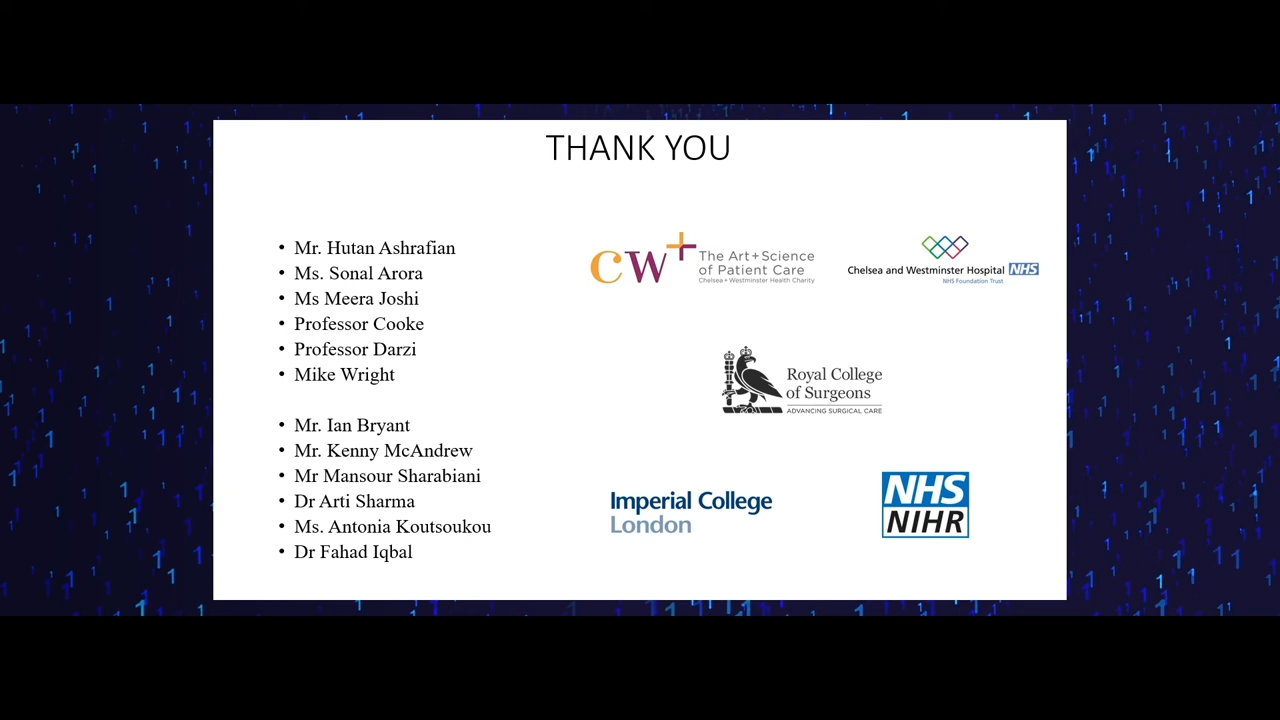 THANK YOU
• Mr. Hutan Ashrafian
• Ms. Sonal Arora
• Ms Meera Joshi
• Professor Cooke
• Professor Darzi
• Mike Wright
• Mr. Ian Bryant
• Mr. Kenny McAndrew
• Mr Mansour Sharabiani
• Dr Arti Sharma
• Ms. Antonia Koutsoukou
• Dr Fahad Iqbal
cw+
The Art+Science
of Patient Care
Chelsea+Westminster Health Charity
Chelsea and Westminster Hospital NHS
NHS Foundation Trust
Royal College
of Surgeons
ADVANCING SURGICAL CARE
Imperial College
London
NHS
NIHR